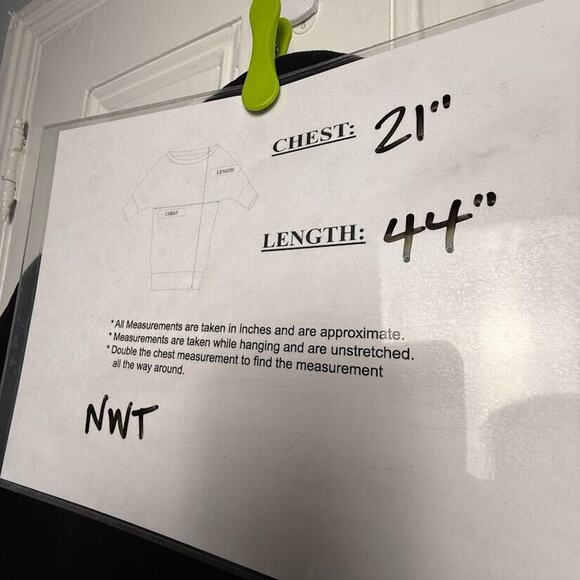 CHEST: 21"
LENGTH
CHEST
LENGTH: 44"
*All Measurements are taken in inches and are approximate.
*Measurements are taken while hanging and are unstretched.
*Double the chest measurement to find the measurement
all the way around.
NWT